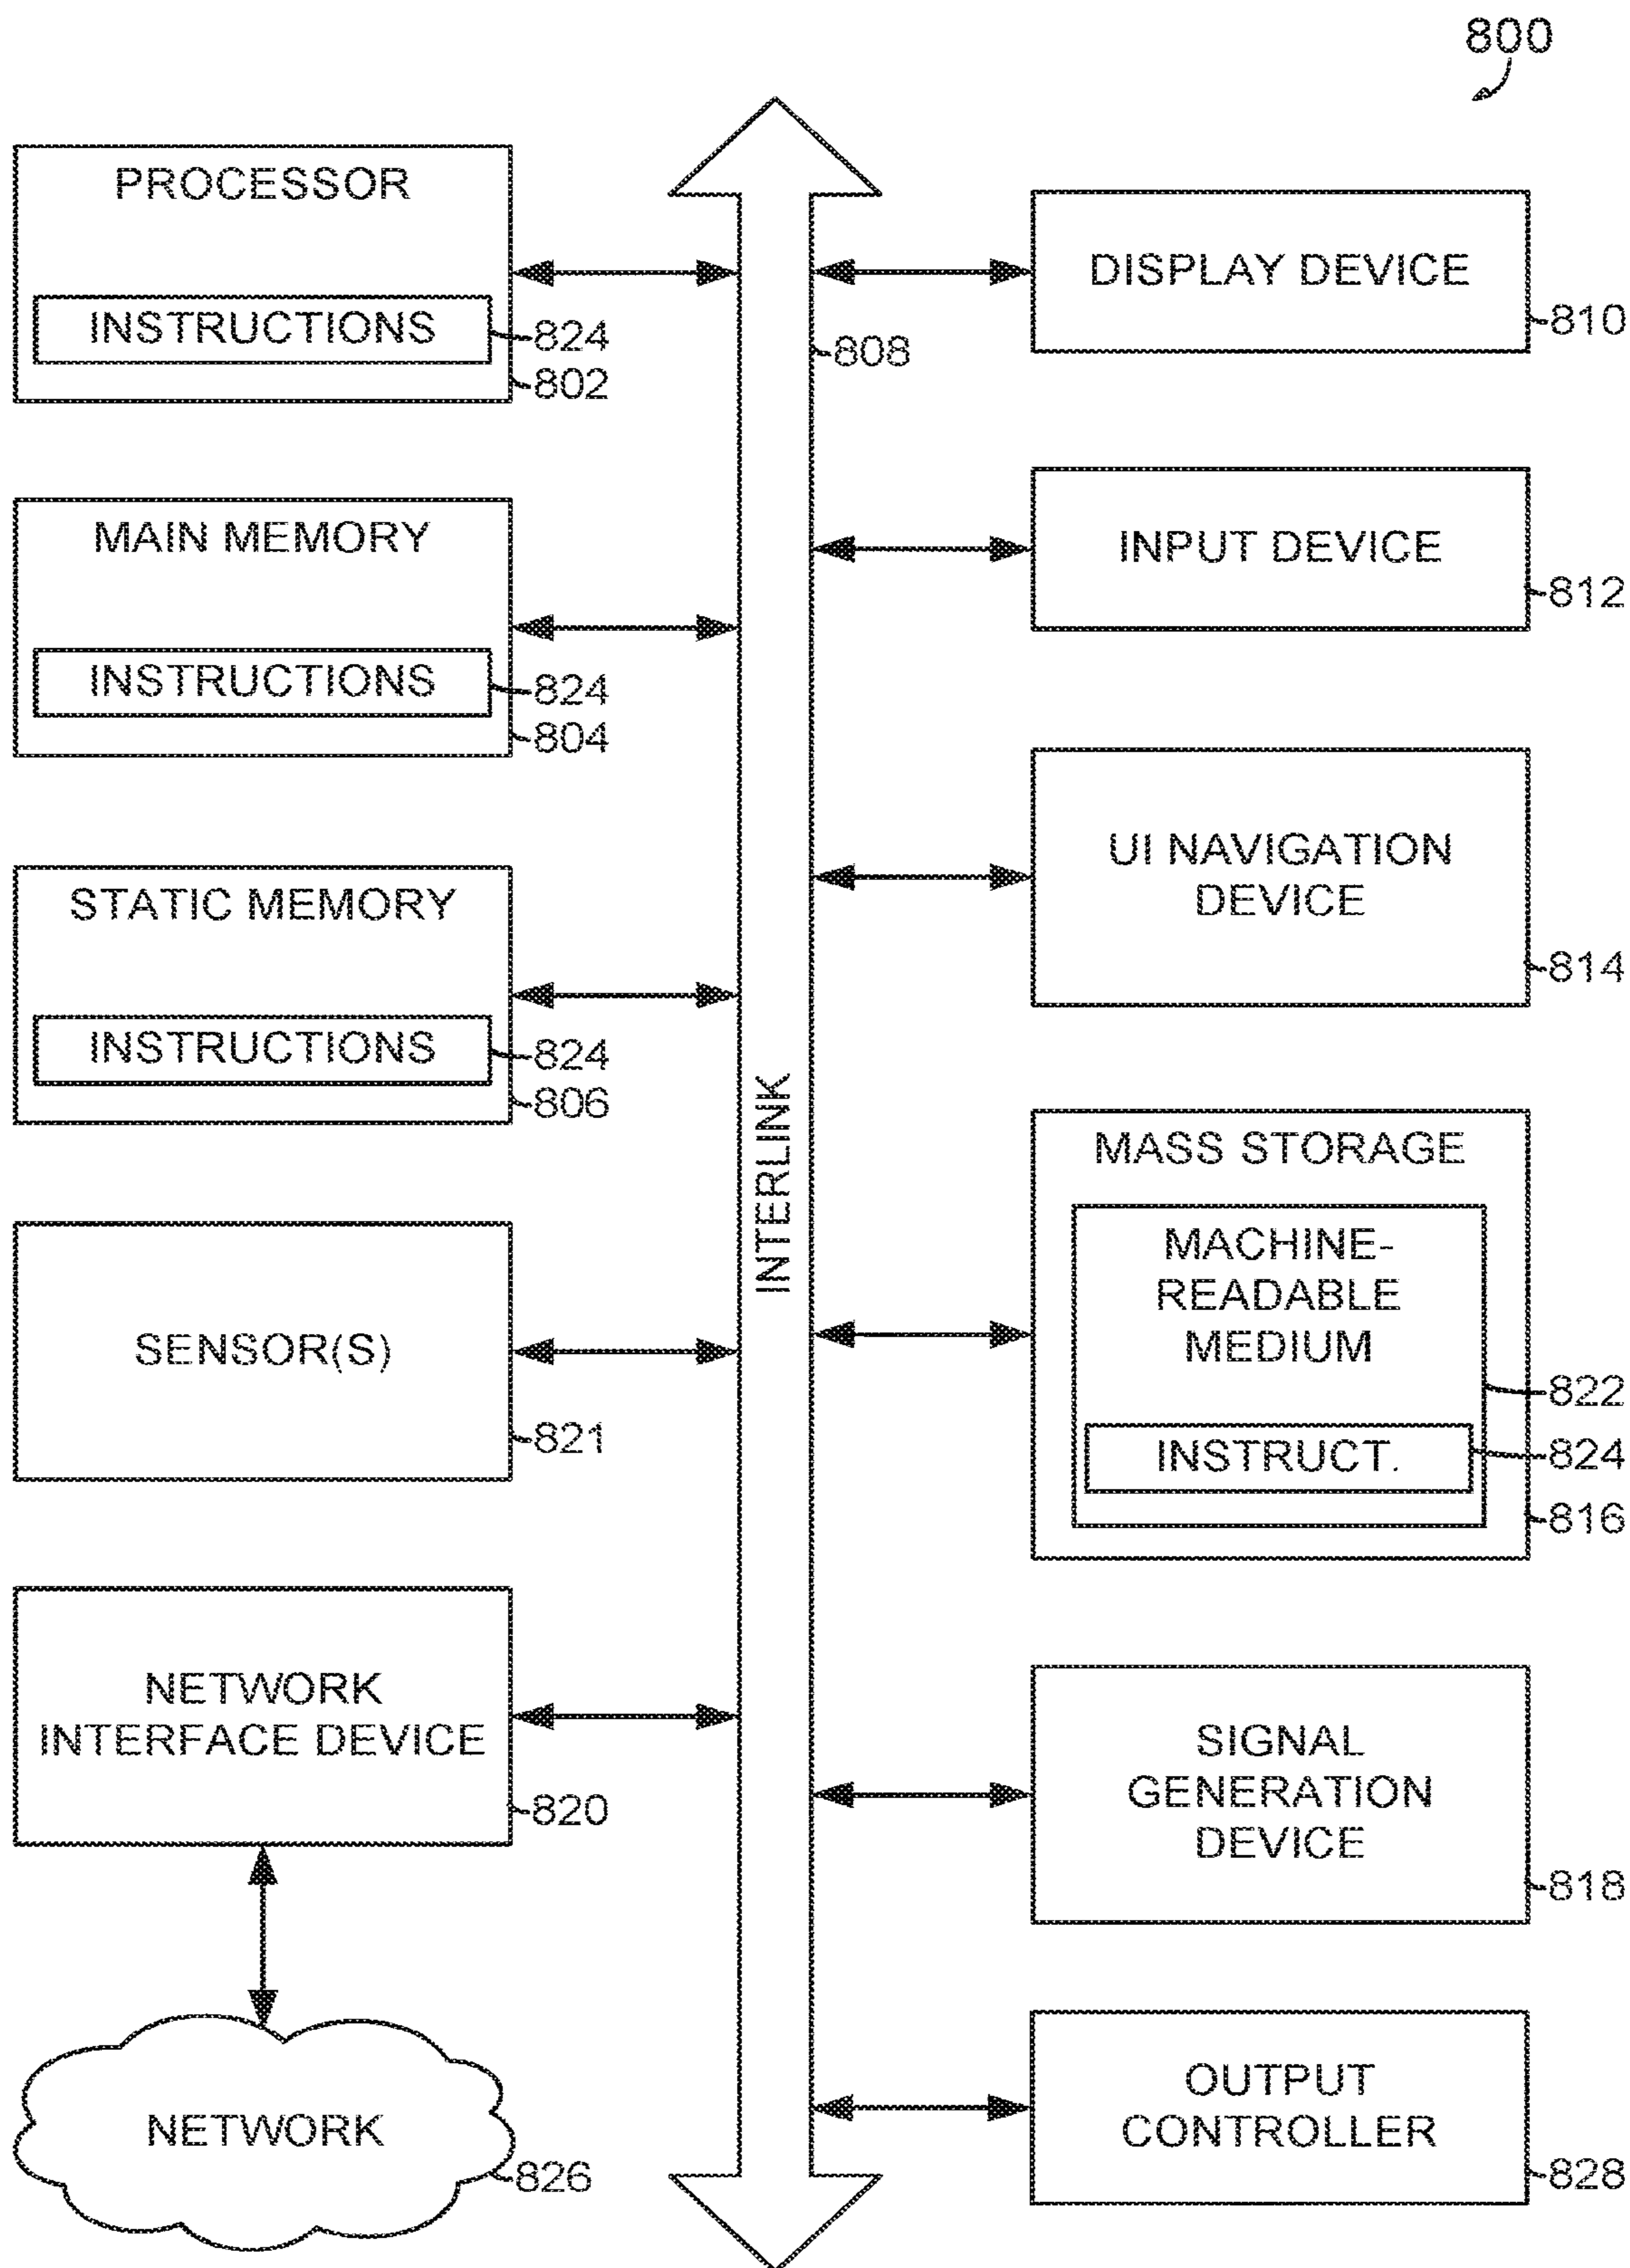 800
PROCESSOR
INSTRUCTIONS
824
802
MAIN MEMORY
INSTRUCTIONS
824
804
STATIC MEMORY
INSTRUCTIONS
824
806
SENSOR(S)
821
NETWORK
INTERFACE DEVICE
820
NETWORK
826
INTERLINK
808
DISPLAY DEVICE
810
INPUT DEVICE
812
UI NAVIGATION
DEVICE
814
MASS STORAGE
MACHINE-
READABLE
MEDIUM
822
INSTRUCT.
824
816
SIGNAL
GENERATION
DEVICE
818
OUTPUT
CONTROLLER
828